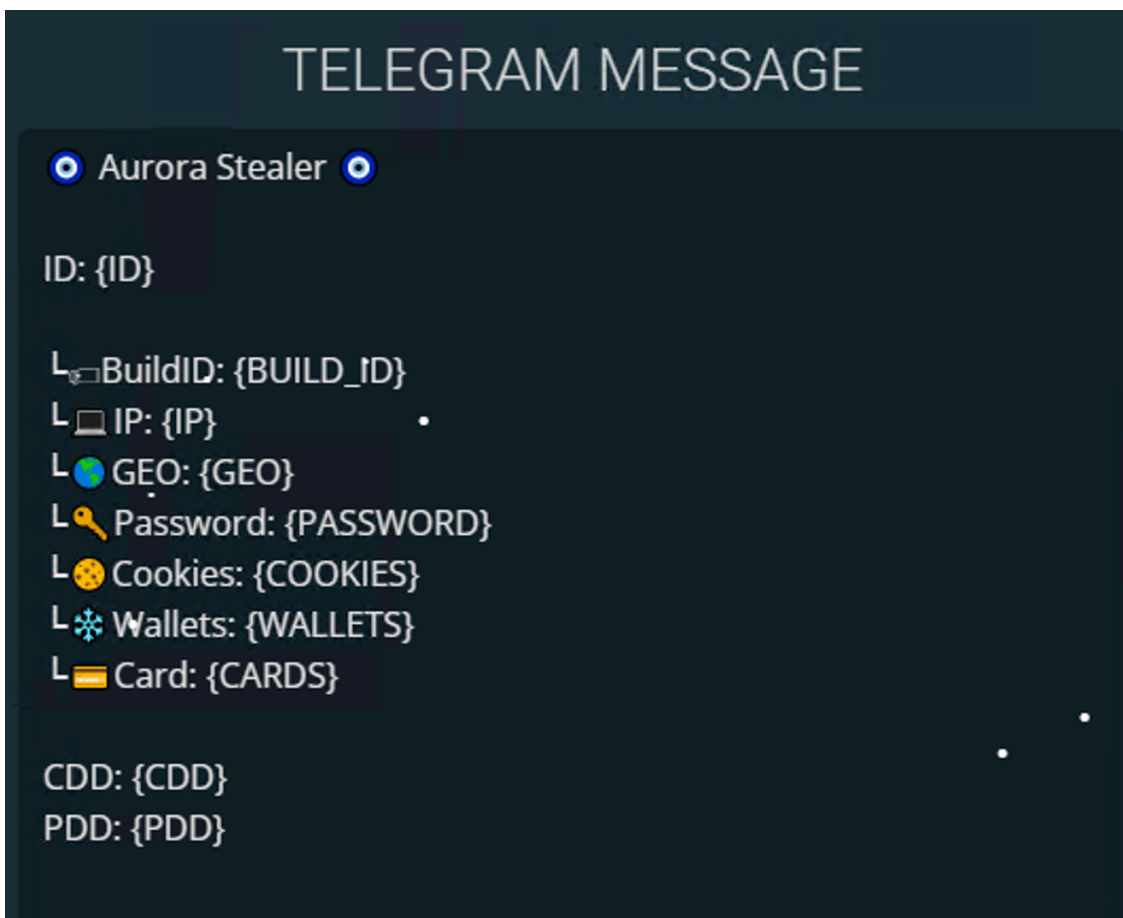 TELEGRAM MESSAGE
🧿 Aurora Stealer 🧿
ID: {ID}
└🏷BuildID: {BUILD_ID}
└💻IP: {IP}
└🌎GEO: {GEO}
└🔑Password: {PASSWORD}
└🍪Cookies: {COOKIES}
└❄Wallets: {WALLETS}
└💳Card: {CARDS}
CDD: {CDD}
PDD: {PDD}